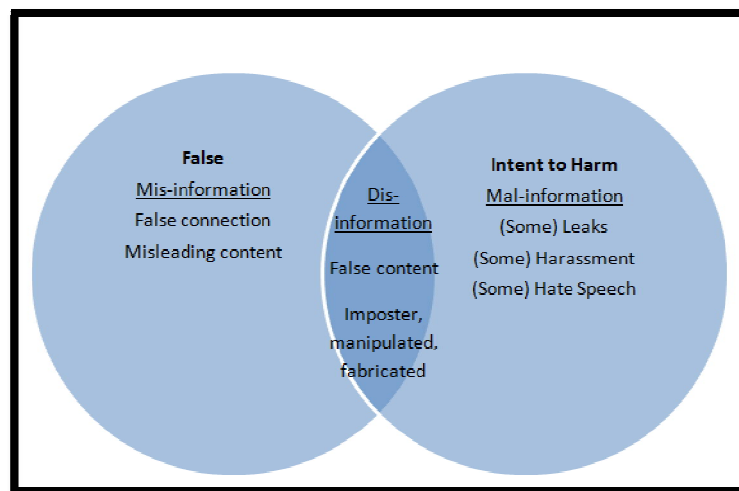 False
Mis-information
False connection
Misleading content
Dis-
information
False content
Imposter,
manipulated,
fabricated
Intent to Harm
Mal-information
(Some) Leaks
(Some) Harassment
(Some) Hate Speech